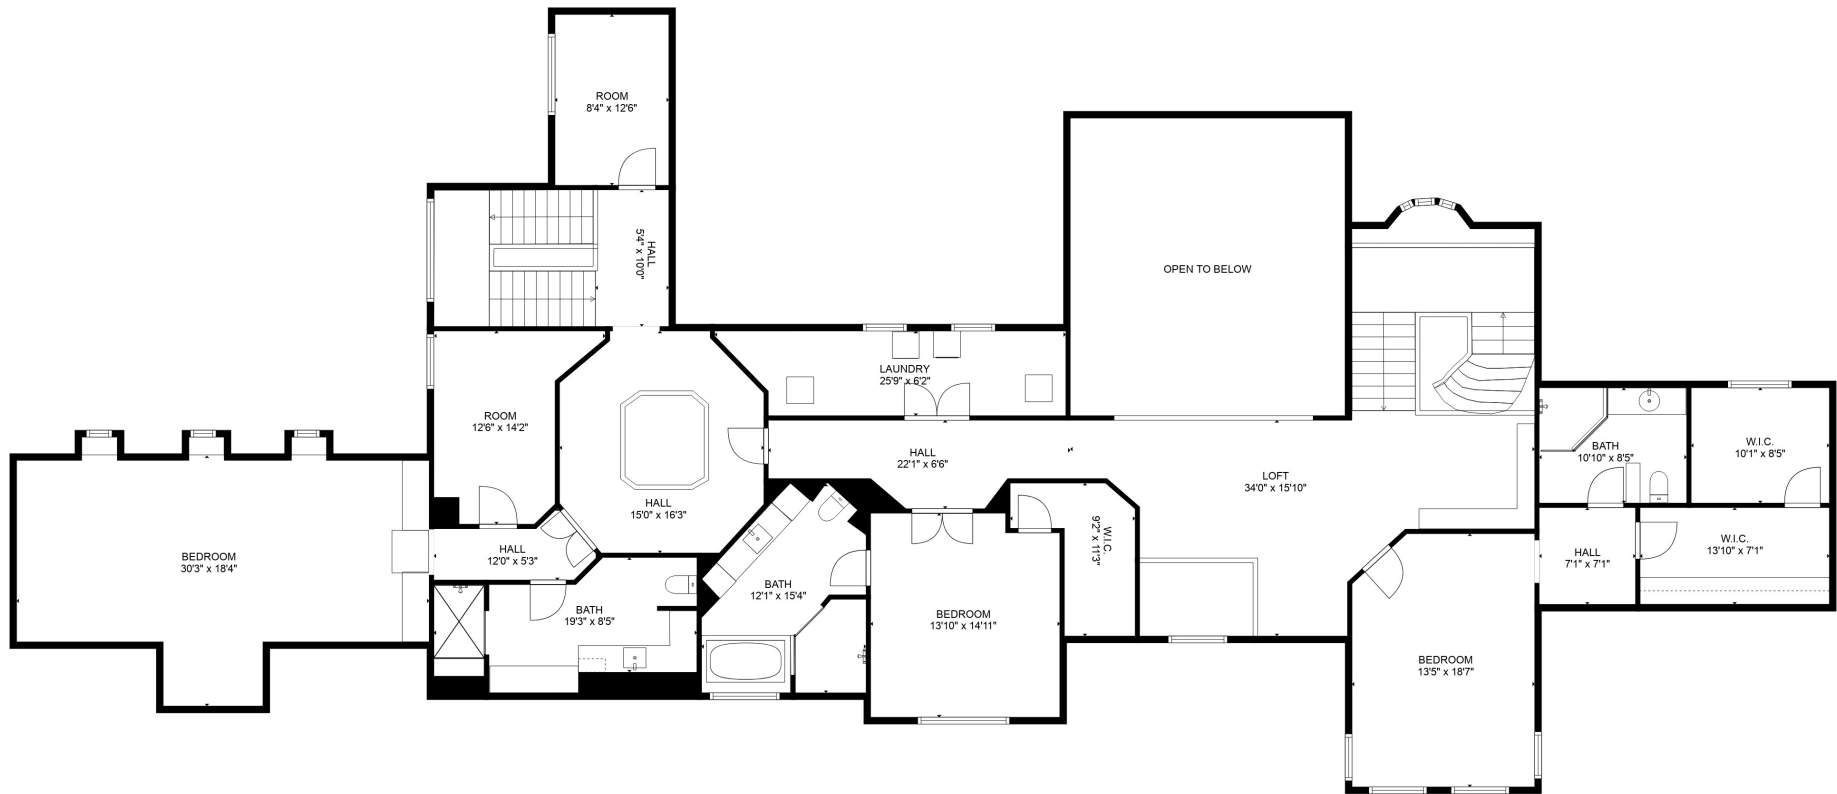 ROOM
8'4" x 12'6"
HALL
5'4" x 10'0"
OPEN TO BELOW
LAUNDRY
25'9" x 6'2"
ROOM
12'6" x 14'2"
HALL
22'1" x 6'6"
LOFT
34'0" x 15'10"
BATH
10'10" x 8'5"
W.I.C.
10'1" x 8'5"
HALL
15'0" x 16'3"
W.I.C.
9'2" x 11'3"
HALL
12'0" x 5'3"
BEDROOM
30'3" x 18'4"
HALL
7'1" x 7'1"
W.I.C.
13'10" x 7'1"
BATH
12'1" x 15'4"
BATH
19'3" x 8'5"
BEDROOM
13'10" x 14'11"
BEDROOM
13'5" x 18'7"